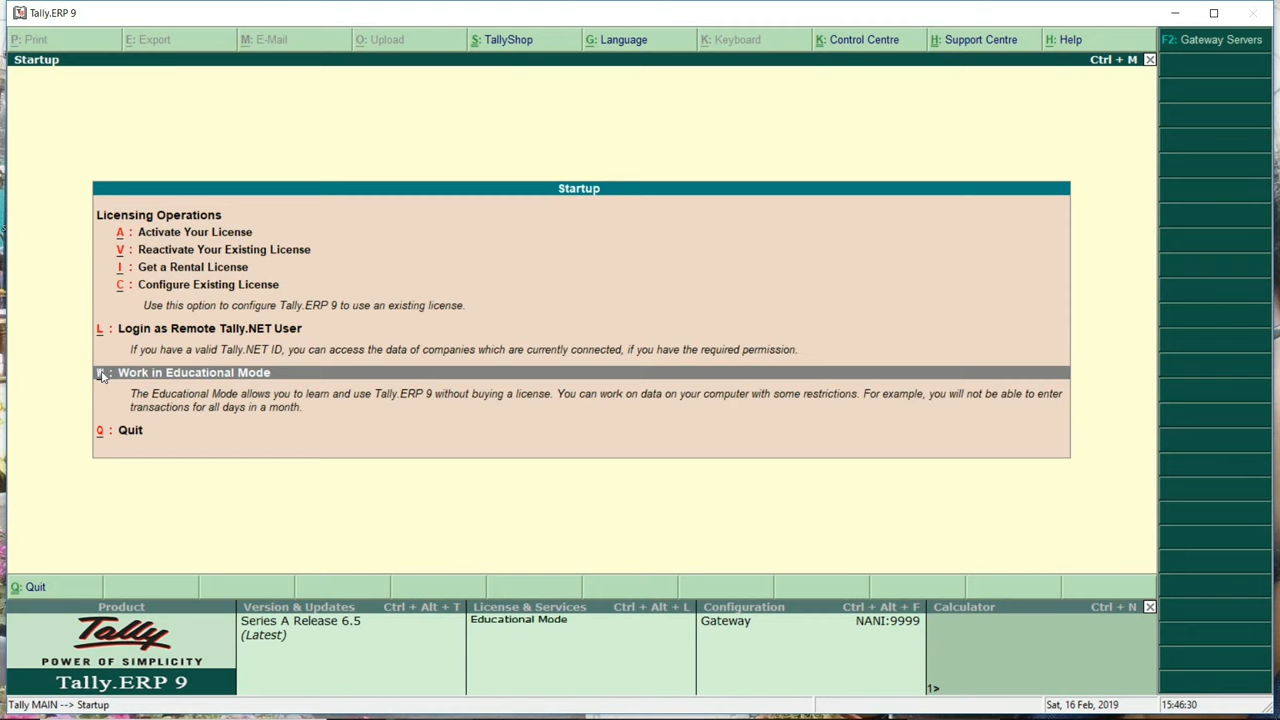 Tally.ERP 9
P: Print E: Export M: E-Mail O: Upload S: TallyShop G: Language K: Keyboard K: Control Centre H: Support Centre H: Help F2: Gateway Servers
Startup Ctrl + M
Startup
Licensing Operations
A : Activate Your License
V : Reactivate Your Existing License
I : Get a Rental License
C : Configure Existing License
Use this option to configure Tally.ERP 9 to use an existing license.
L : Login as Remote Tally.NET User
If you have a valid Tally.NET ID, you can access the data of companies which are currently connected, if you have the required permission.
: Work in Educational Mode
The Educational Mode allows you to learn and use Tally.ERP 9 without buying a license. You can work on data on your computer with some restrictions. For example, you will not be able to enter
transactions for all days in a month.
Q : Quit
Q: Quit
Product Version & Updates Ctrl + Alt + T License & Services Ctrl + Alt + L Configuration Ctrl + Alt + F Calculator Ctrl + N
Series A Release 6.5 Educational Mode Gateway NANI:9999
(Latest)
Tally
POWER OF SIMPLICITY
Tally.ERP 9
1>
Tally MAIN --> Startup Sat, 16 Feb, 2019 15:46:30